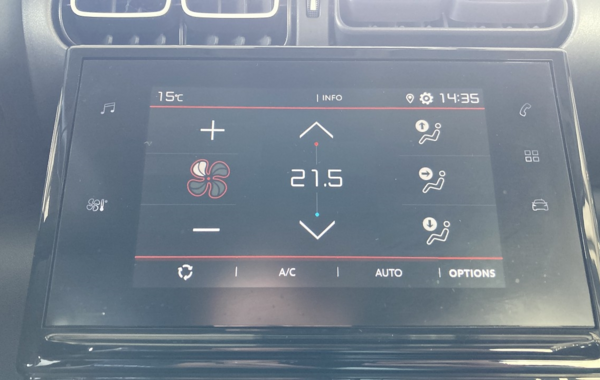 15°C | INFO 14:35
21.5
| A/C | AUTO | OPTIONS